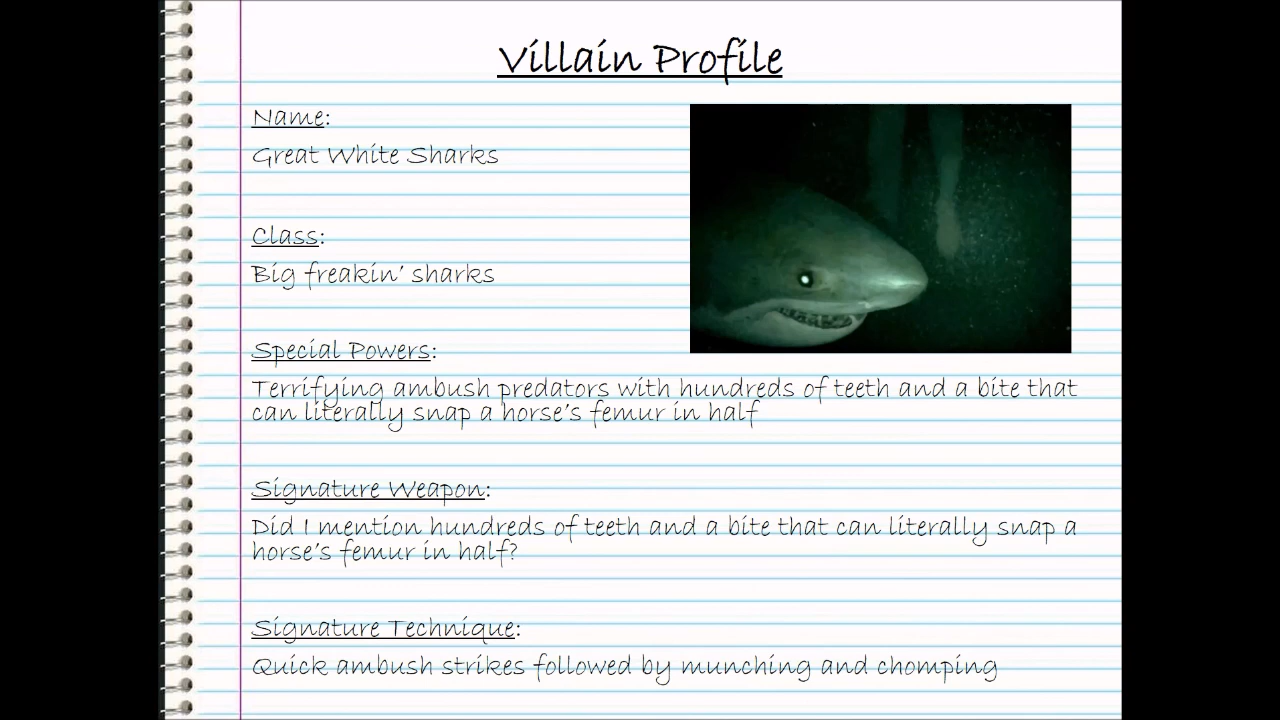 Villain Profile
Name:
Great White Sharks
Class:
Big freakin' sharks
Special Powers:
Terrifying ambush predators with hundreds of teeth and a bite that
can literally snap a horse's femur in half
Signature Weapon:
Did I mention hundreds of teeth and a bite that can literally snap a
horse's femur in half?
Signature Technique:
Quick ambush strikes followed by munching and chomping